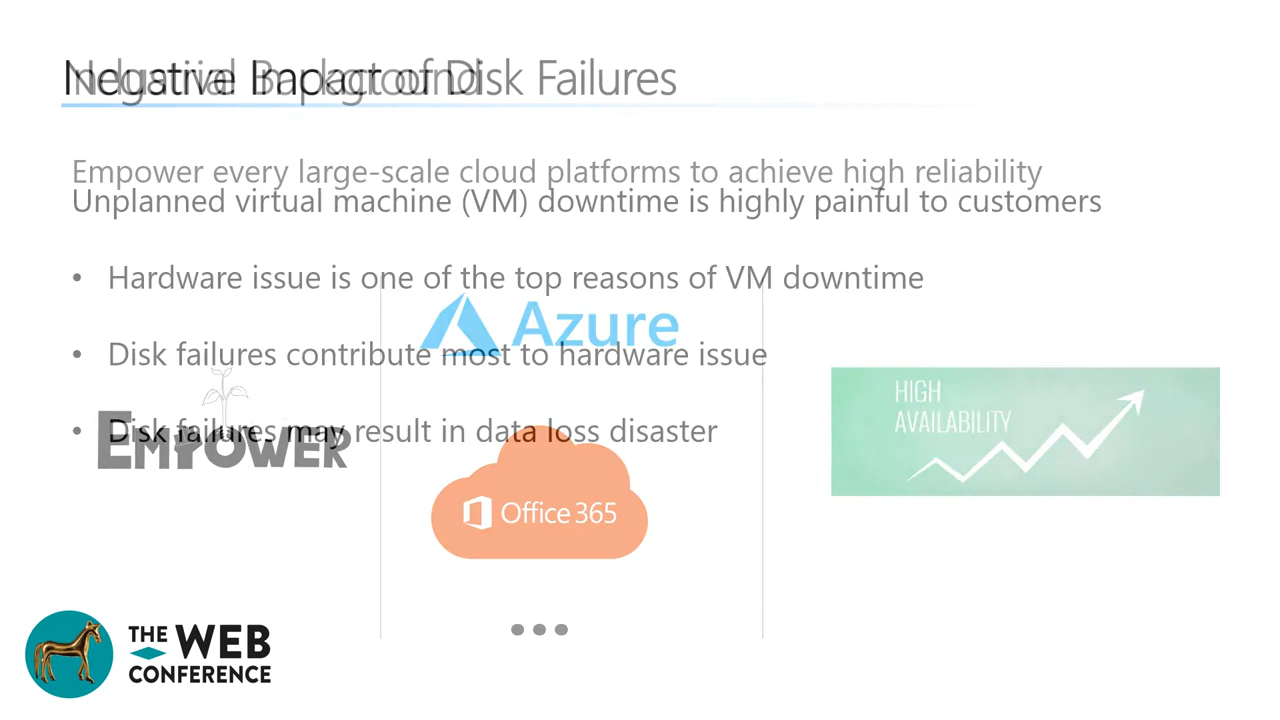 Negative Impact of Disk Failures
Industrial Background
Empower every large-scale cloud platforms to achieve high reliability
Unplanned virtual machine (VM) downtime is highly painful to customers
• Hardware issue is one of the top reasons of VM downtime
Azure
• Disk failures contribute most to hardware issue
HIGH
AVAILABILITY
• Disk failures may result in data loss disaster
EMPOWER
Office 365
THE WEB
CONFERENCE